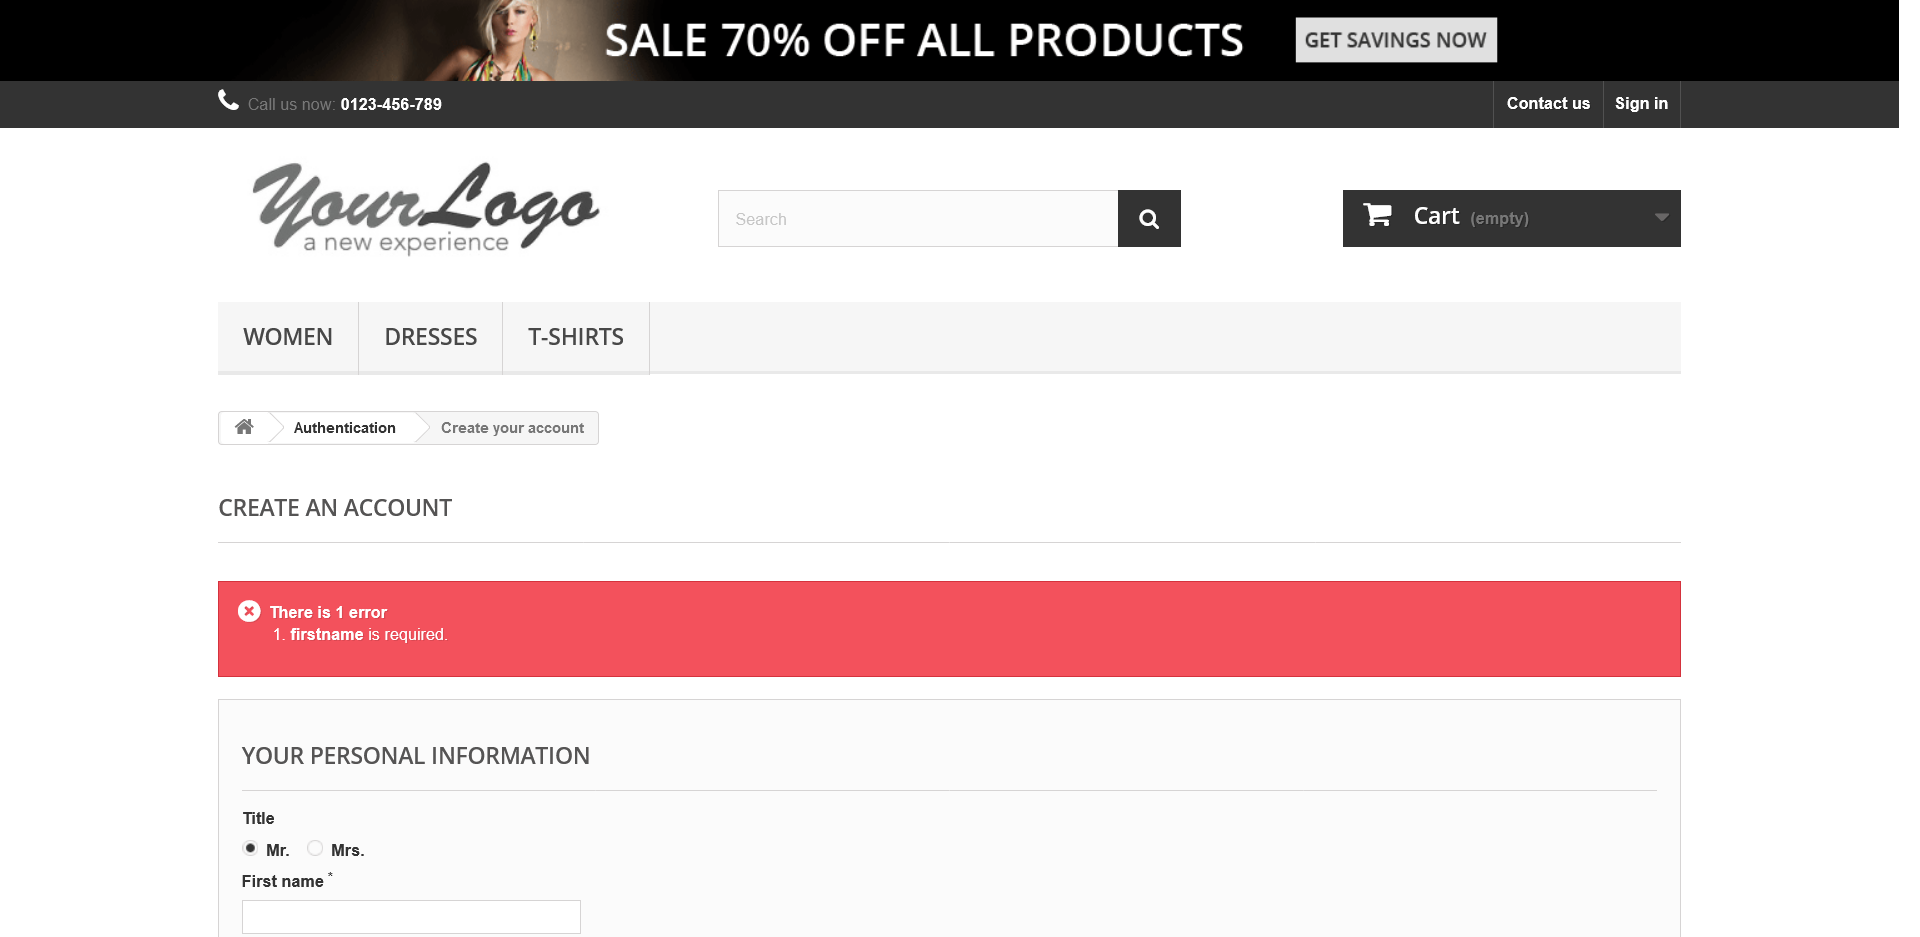 SALE 70% OFF ALL PRODUCTS GET SAVINGS NOW
Call us now: 0123-456-789 Contact us Sign in
YourLogo
a new experience
Search
Cart (empty)
WOMEN DRESSES T-SHIRTS
Authentication Create your account
CREATE AN ACCOUNT
There is 1 error
1. firstname is required.
YOUR PERSONAL INFORMATION
Title
Mr. Mrs.
First name *